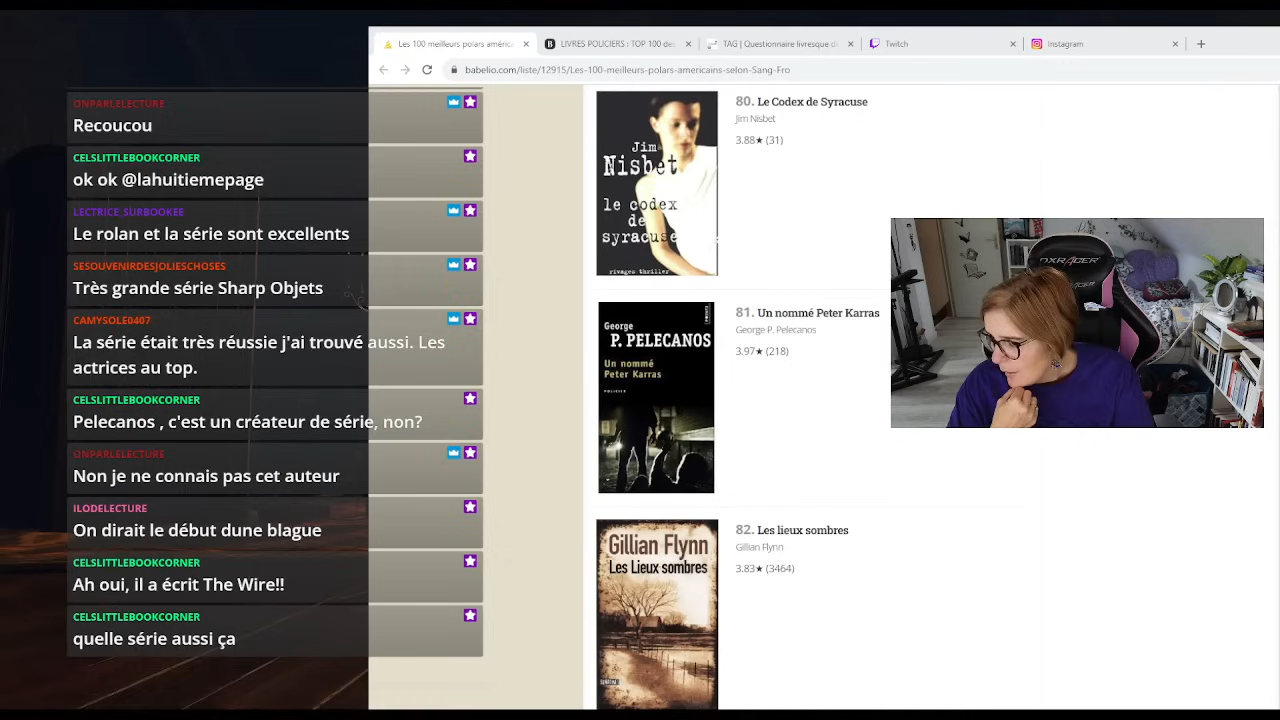 Les 100 meilleurs polars améric
LIVRES POLICIERS : TOP 100 des
TAG | Questionnaire livresque d
Twitch
Instagram
babelio.com/liste/12915/Les-100-meilleurs-polars-americains-selon-Sang-Fro
ONPARLELECTURE
Recoucou
CELSLITTLEBOOKCORNER
ok ok @lahuitiemepage
LECTRICE_SURBOOKEE
Le rolan et la série sont excellents
SESOUVENIRDESJOLIESCHOSES
Très grande série Sharp Objets
CAMYSOLE0407
La série était très réussie j'ai trouvé aussi. Les
actrices au top.
CELSLITTLEBOOKCORNER
Pelecanos , c'est un créateur de série, non?
ONPARLELECTURE
Non je ne connais pas cet auteur
ILODELECTURE
On dirait le début dune blague
CELSLITTLEBOOKCORNER
Ah oui, il a écrit The Wire!!
CELSLITTLEBOOKCORNER
quelle série aussi ça
Jim
Nisbet
le codex
de
syracuse
rivages thriller
80. Le Codex de Syracuse
Jim Nisbet
3.88★ (31)
George
P. PELECANOS
Un nommé
Peter Karras
POLICIER
POINTS
81. Un nommé Peter Karras
George P. Pelecanos
3.97★ (218)
Gillian Flynn
Les Lieux sombres
82. Les lieux sombres
Gillian Flynn
3.83★ (3464)
DXRACER